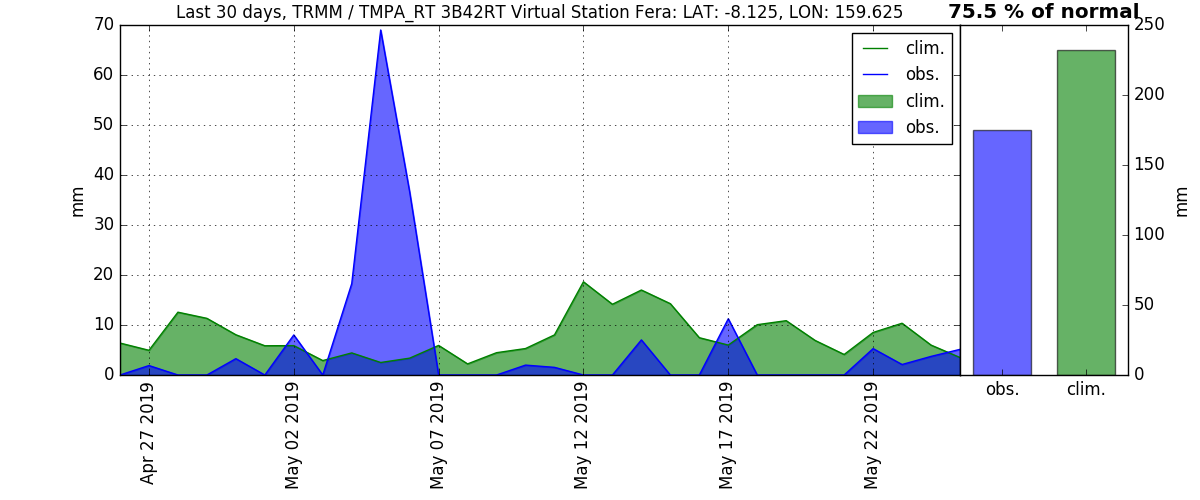 Last 30 days, TRMM / TMPA_RT 3B42RT Virtual Station Fera: LAT: -8.125, LON: 159.625
75.5 % of normal
70
60
50
40
30
20
10
0
mm
clim.
obs.
clim.
obs.
250
200
150
100
50
0
mm
obs.
clim.
Apr 27 2019
May 02 2019
May 07 2019
May 12 2019
May 17 2019
May 22 2019